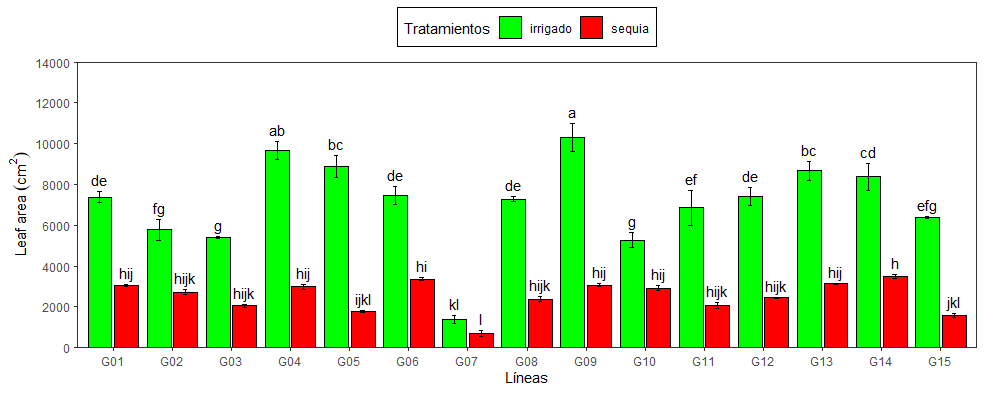 Tratamientos irrigado sequia
14000
12000
10000
8000
6000
4000
2000
0
Leaf area (cm²)
de hij
fg hijk
g hijk
ab hij
bc ijkl
de hi
kl l
de hijk
a hij
g hij
ef hijk
de hijk
bc hij
cd h
efg jkl
G01 G02 G03 G04 G05 G06 G07 G08 G09 G10 G11 G12 G13 G14 G15
Líneas